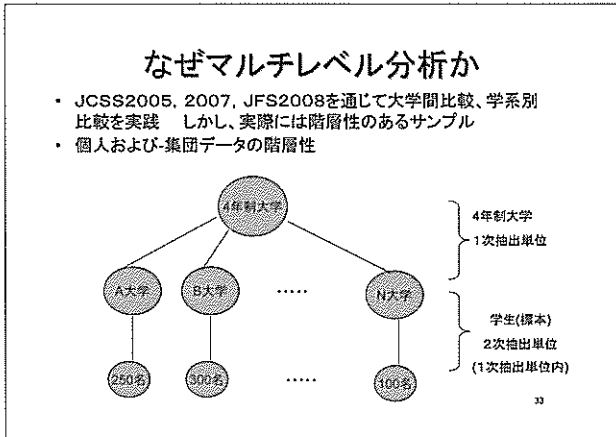 なぜマルチレベル分析か
• JCSS2005, 2007, JFS2008を通じて大学間比較、学系別
比較を実践　しかし、実際には階層性のあるサンプル
• 個人および-集団データの階層性
4年制大学
4年制大学
1次抽出単位
A大学
B大学
・・・・・
N大学
学生(標本)
2次抽出単位
(1次抽出単位内)
250名
300名
・・・・・
100名
33